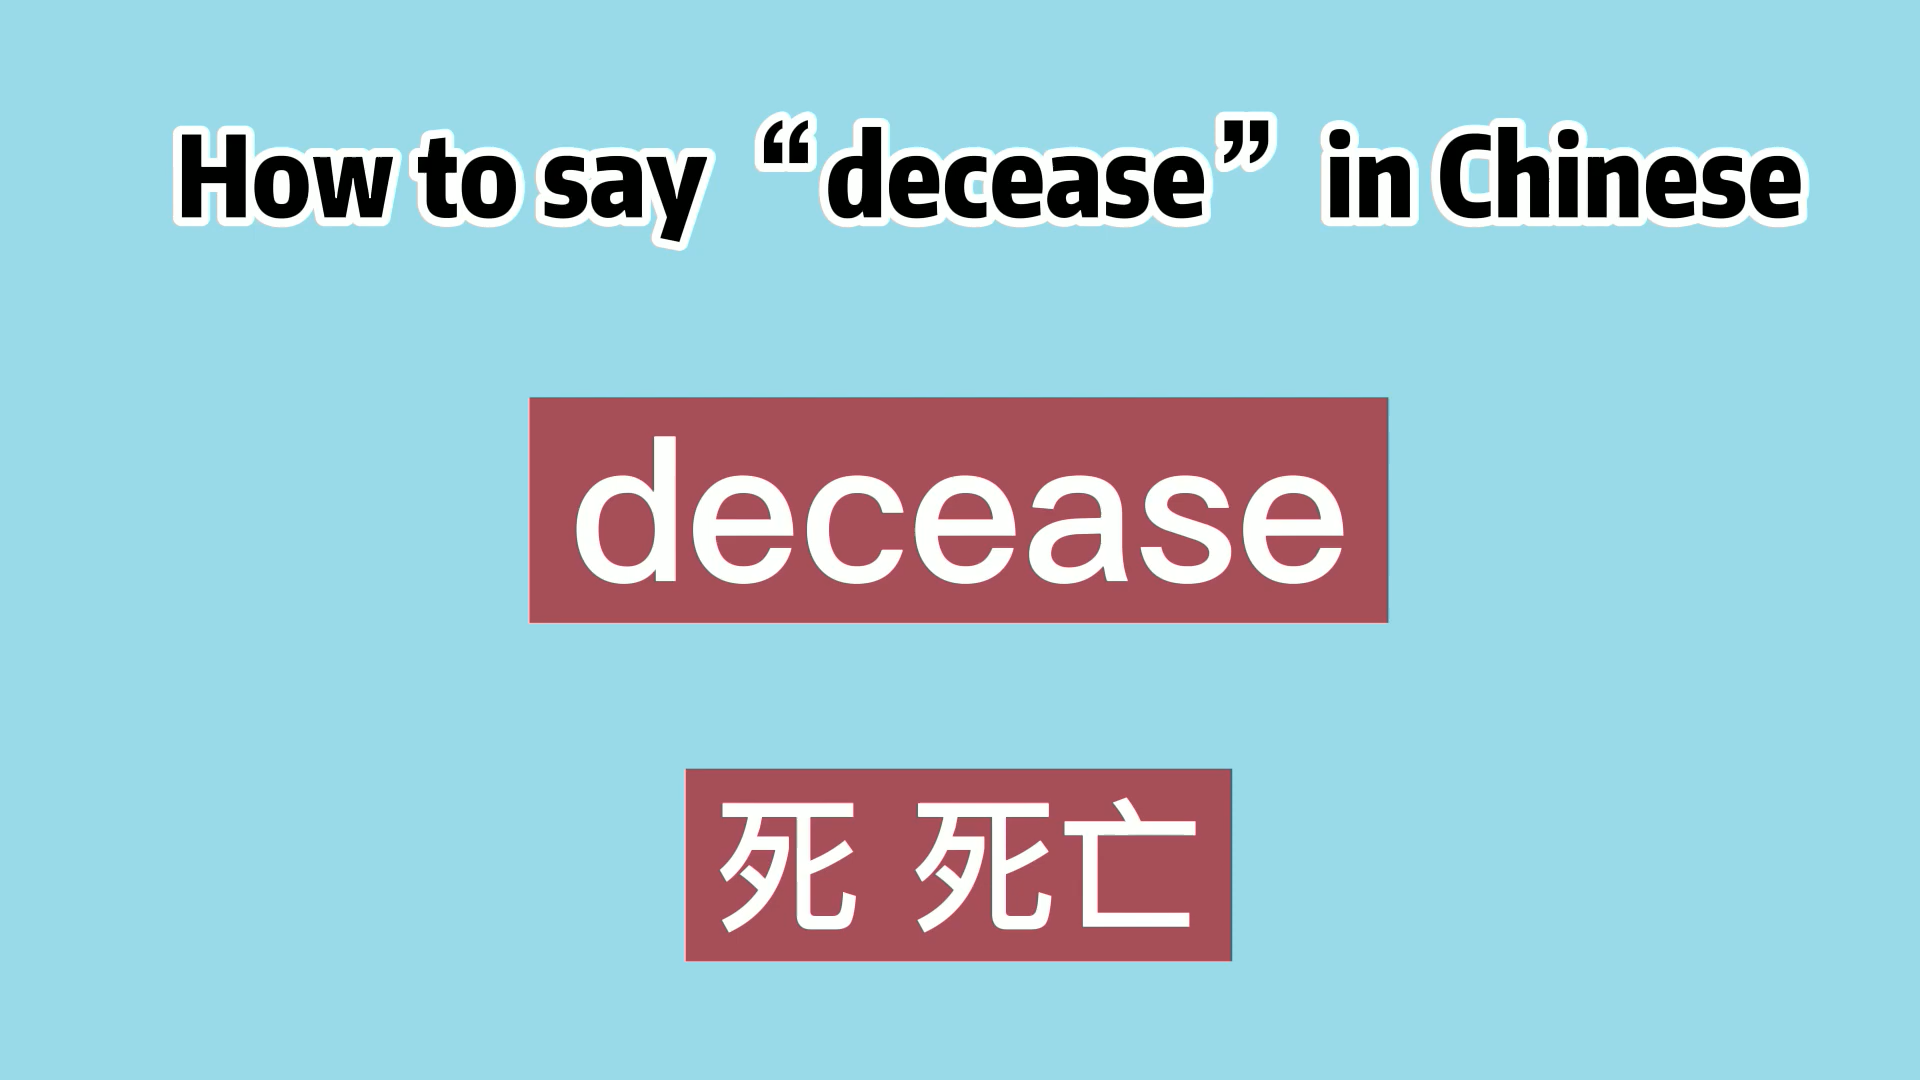 How to say “decease” in Chinese
decease
死 死亡